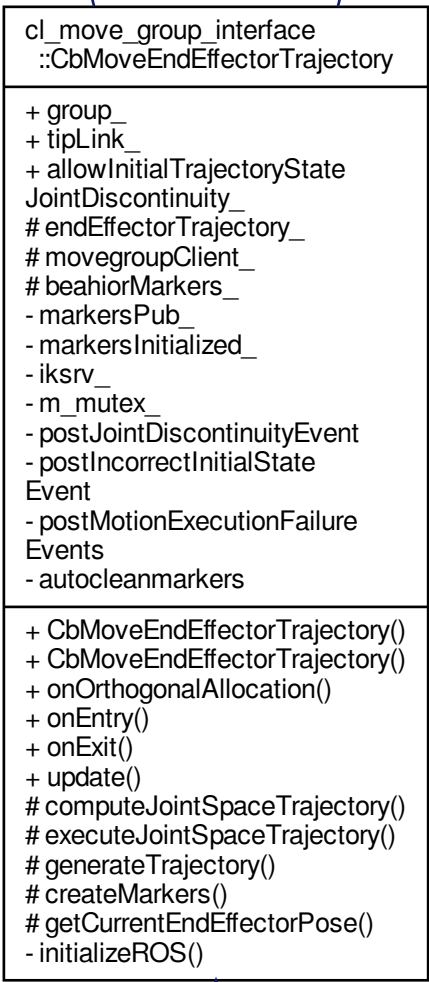 cl_move_group_interface
::CbMoveEndEffectorTrajectory
+ group_
+ tipLink_
+ allowInitialTrajectoryState
JointDiscontinuity_
# endEffectorTrajectory_
# movegroupClient_
# beahiorMarkers_
- markersPub_
- markersInitialized_
- iksrv_
- m_mutex_
- postJointDiscontinuityEvent
- postIncorrectInitialState
Event
- postMotionExecutionFailure
Events
- autocleanmarkers
+ CbMoveEndEffectorTrajectory()
+ CbMoveEndEffectorTrajectory()
+ onOrthogonalAllocation()
+ onEntry()
+ onExit()
+ update()
# computeJointSpaceTrajectory()
# executeJointSpaceTrajectory()
# generateTrajectory()
# createMarkers()
# getCurrentEndEffectorPose()
- initializeROS()